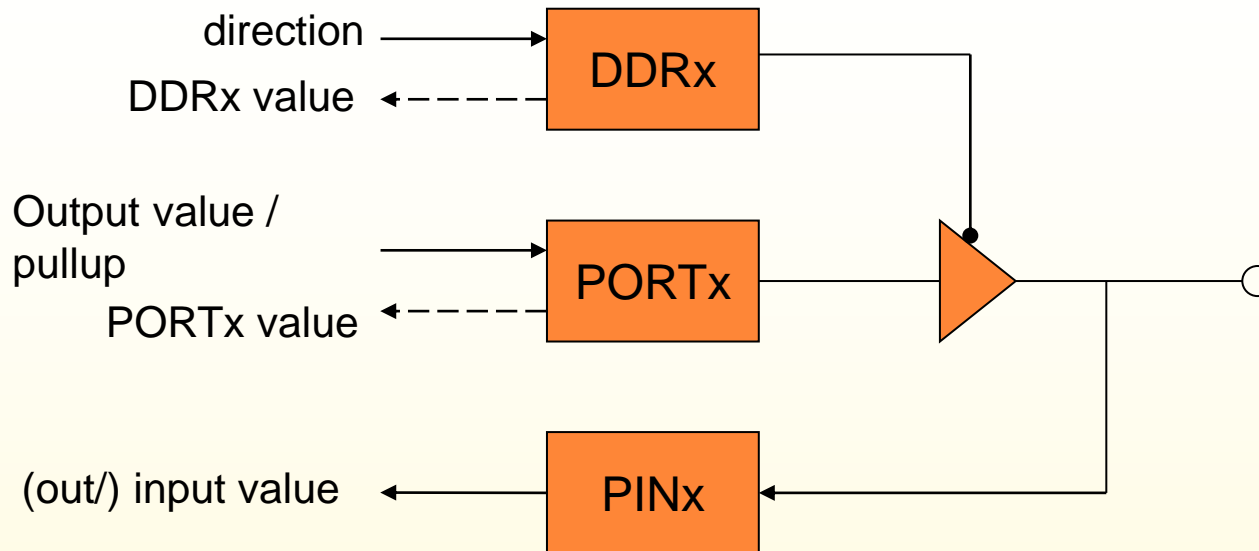 direction
DDRx
DDRx value
Output value /
pullup
PORTx
PORTx value
(out/) input value
PINx